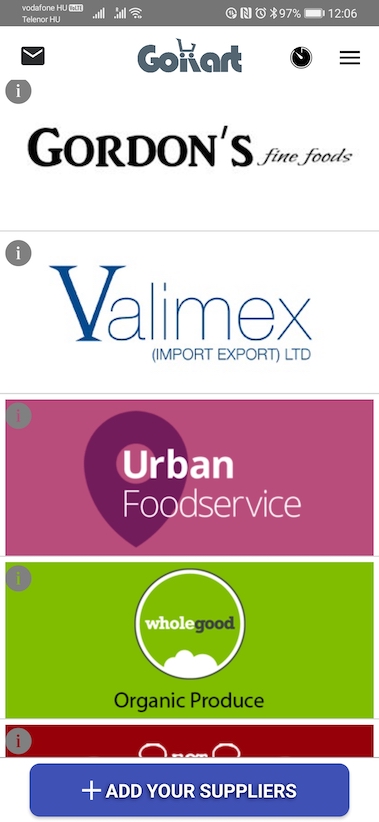 vodafone HU VoLTE
Telenor HU
97%
12:06
GoKart
i
GORDON'S fine foods
i
Valimex
(IMPORT EXPORT) LTD
i
Urban
Foodservice
i
wholegood
Organic Produce
i
ADD YOUR SUPPLIERS